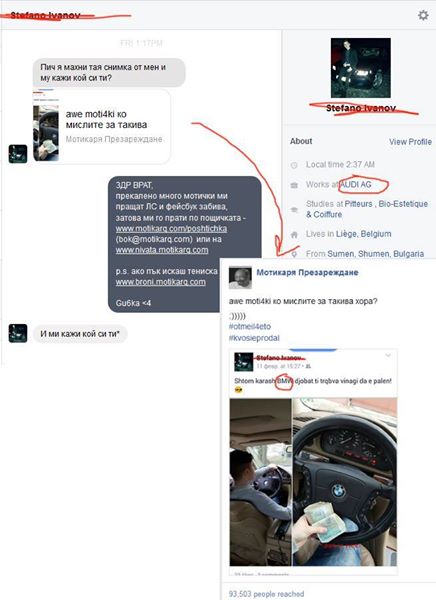 Stefano Ivanov
FRI 1:17PM
Пич я махни тая снимка от мен и
му кажи кой си ти?
awe moti4ki ко
мислите за такива
Мотикаря Презареждане
ЗДР ВРАТ,
прекалено много мотички ми
пращат ЛС и фейсбук забива,
затова ми го прати по пощичката -
www.motikarq.com/poshtichka
(bok@motikarq.com) или на
www.nivata.motikarq.com
p.s. ако пък искаш тениска
www.broni.motikarq.com
Gu6ka <4
И ми кажи кой си ти*
Stefano Ivanov
About
View Profile
Local time 2:37 AM
Works at AUDI AG
Studies at Pitteurs , Bio-Estetique
& Coiffure
Lives in Liège, Belgium
From Sumen, Shumen, Bulgaria
Мотикаря Презареждане
awe moti4ki ко мислите за такива хора?
:)))))
#otmeil4eto
#kvosieprodal
Stefano Ivanov
11 февр. at 15:27
Shtom karash BMW djobat ti trqbva vinagi da e palen!
93,503 people reached